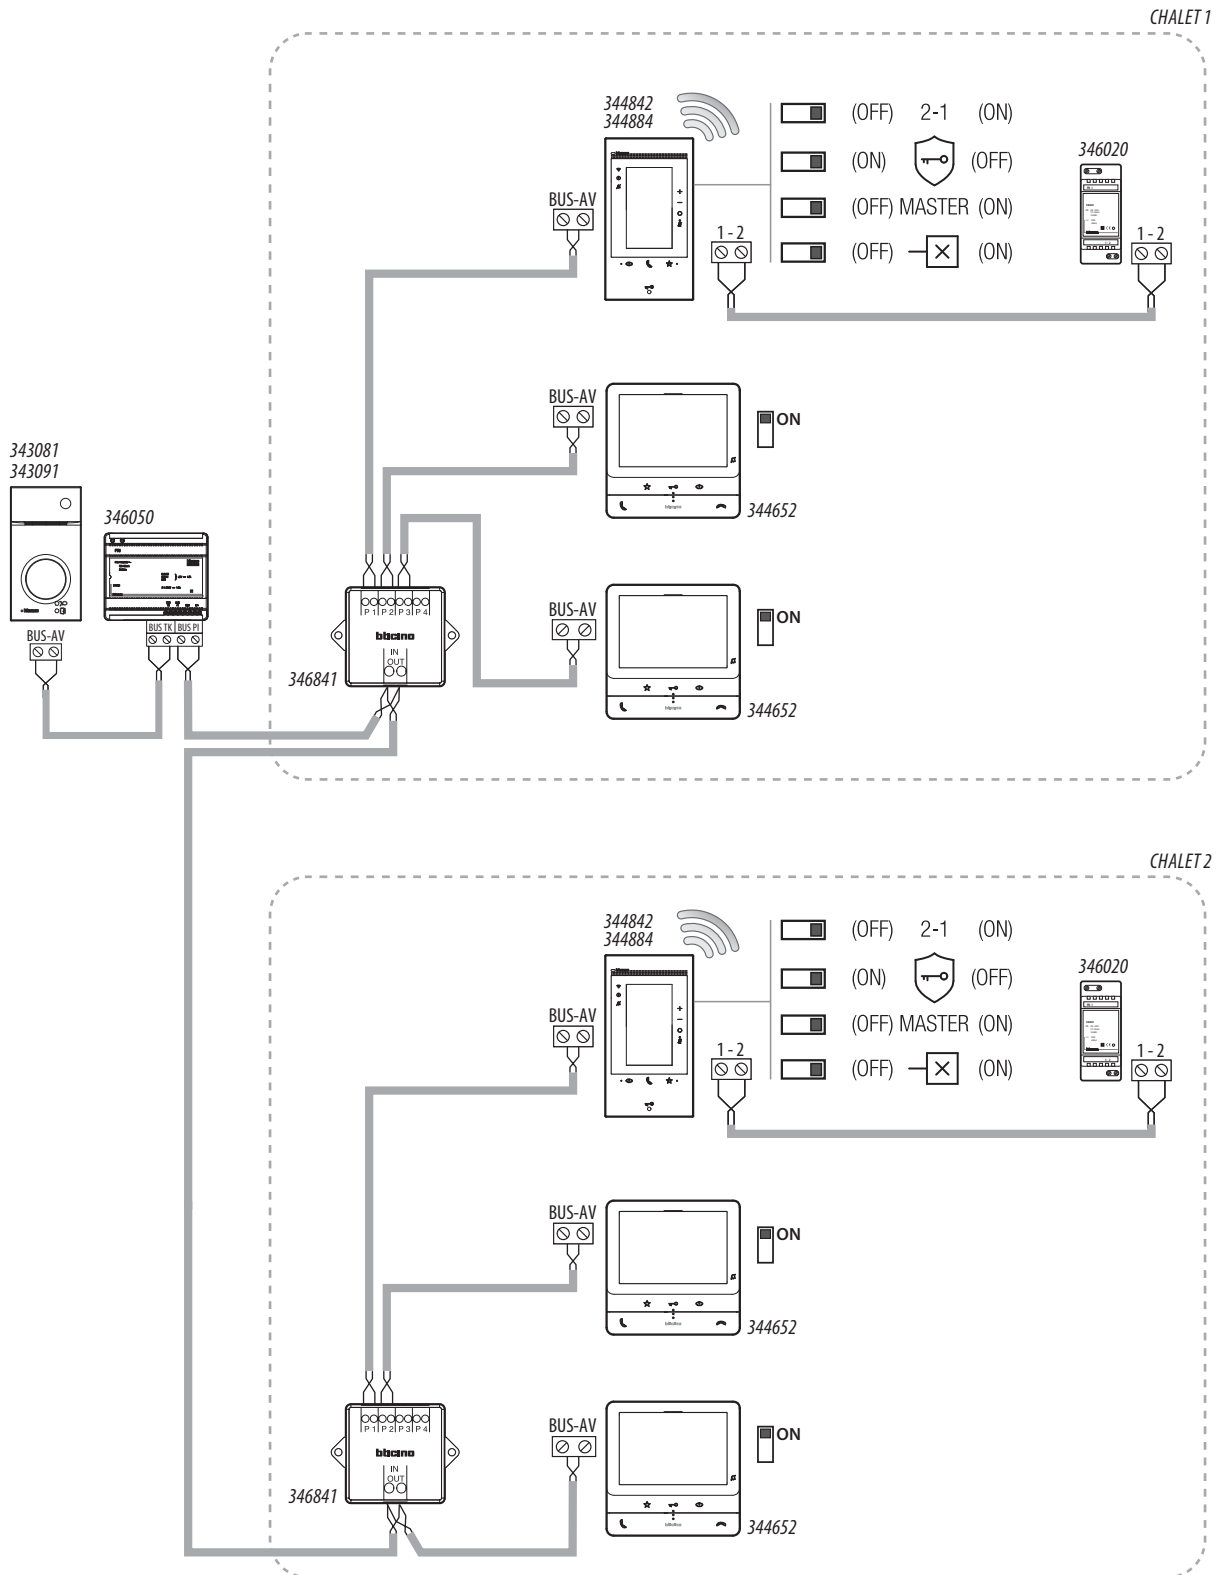 CHALET 1
344842
344884
(OFF) 2-1 (ON)
(ON) (OFF)
(OFF) MASTER (ON)
(OFF) (ON)
346020
BUS-AV
1 - 2
1 - 2
BUS-AV
ON
344652
343081
343091
346050
BUS TK BUS PI
BUS-AV
P1 P2 P3 P4
bticino
IN
OUT
346841
BUS-AV
ON
344652
CHALET 2
344842
344884
(OFF) 2-1 (ON)
(ON) (OFF)
(OFF) MASTER (ON)
(OFF) (ON)
346020
BUS-AV
1 - 2
1 - 2
BUS-AV
ON
344652
P1 P2 P3 P4
bticino
IN
OUT
346841
BUS-AV
ON
344652